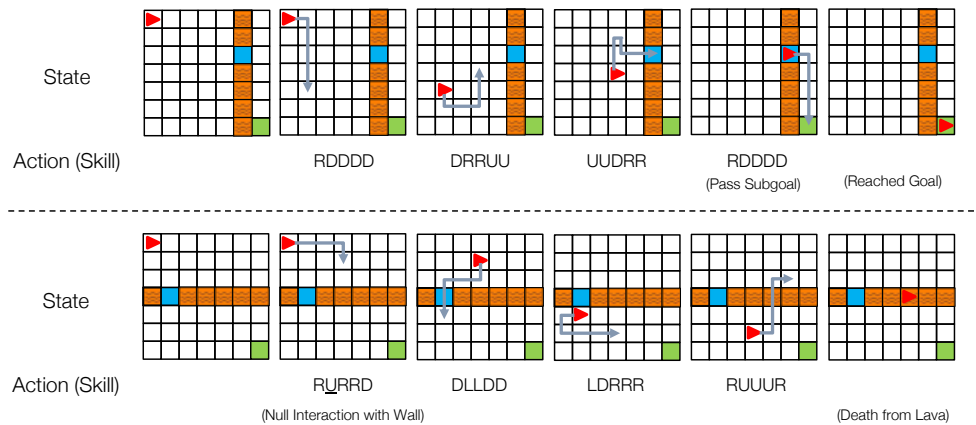 State
Action (Skill)
RDDDD
DRRUU
UUDRR
RDDDD
(Pass Subgoal)
(Reached Goal)
State
Action (Skill)
RURRD
DLLDD
LDRRR
RUUUR
(Null Interaction with Wall)
(Death from Lava)